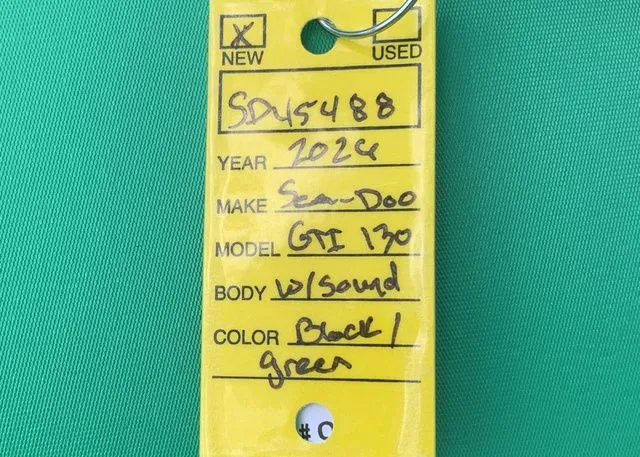 X
NEW USED
SD45488
YEAR 2024
MAKE Sea-Doo
MODEL GTI 130
BODY w/sound
COLOR Black/
green
#